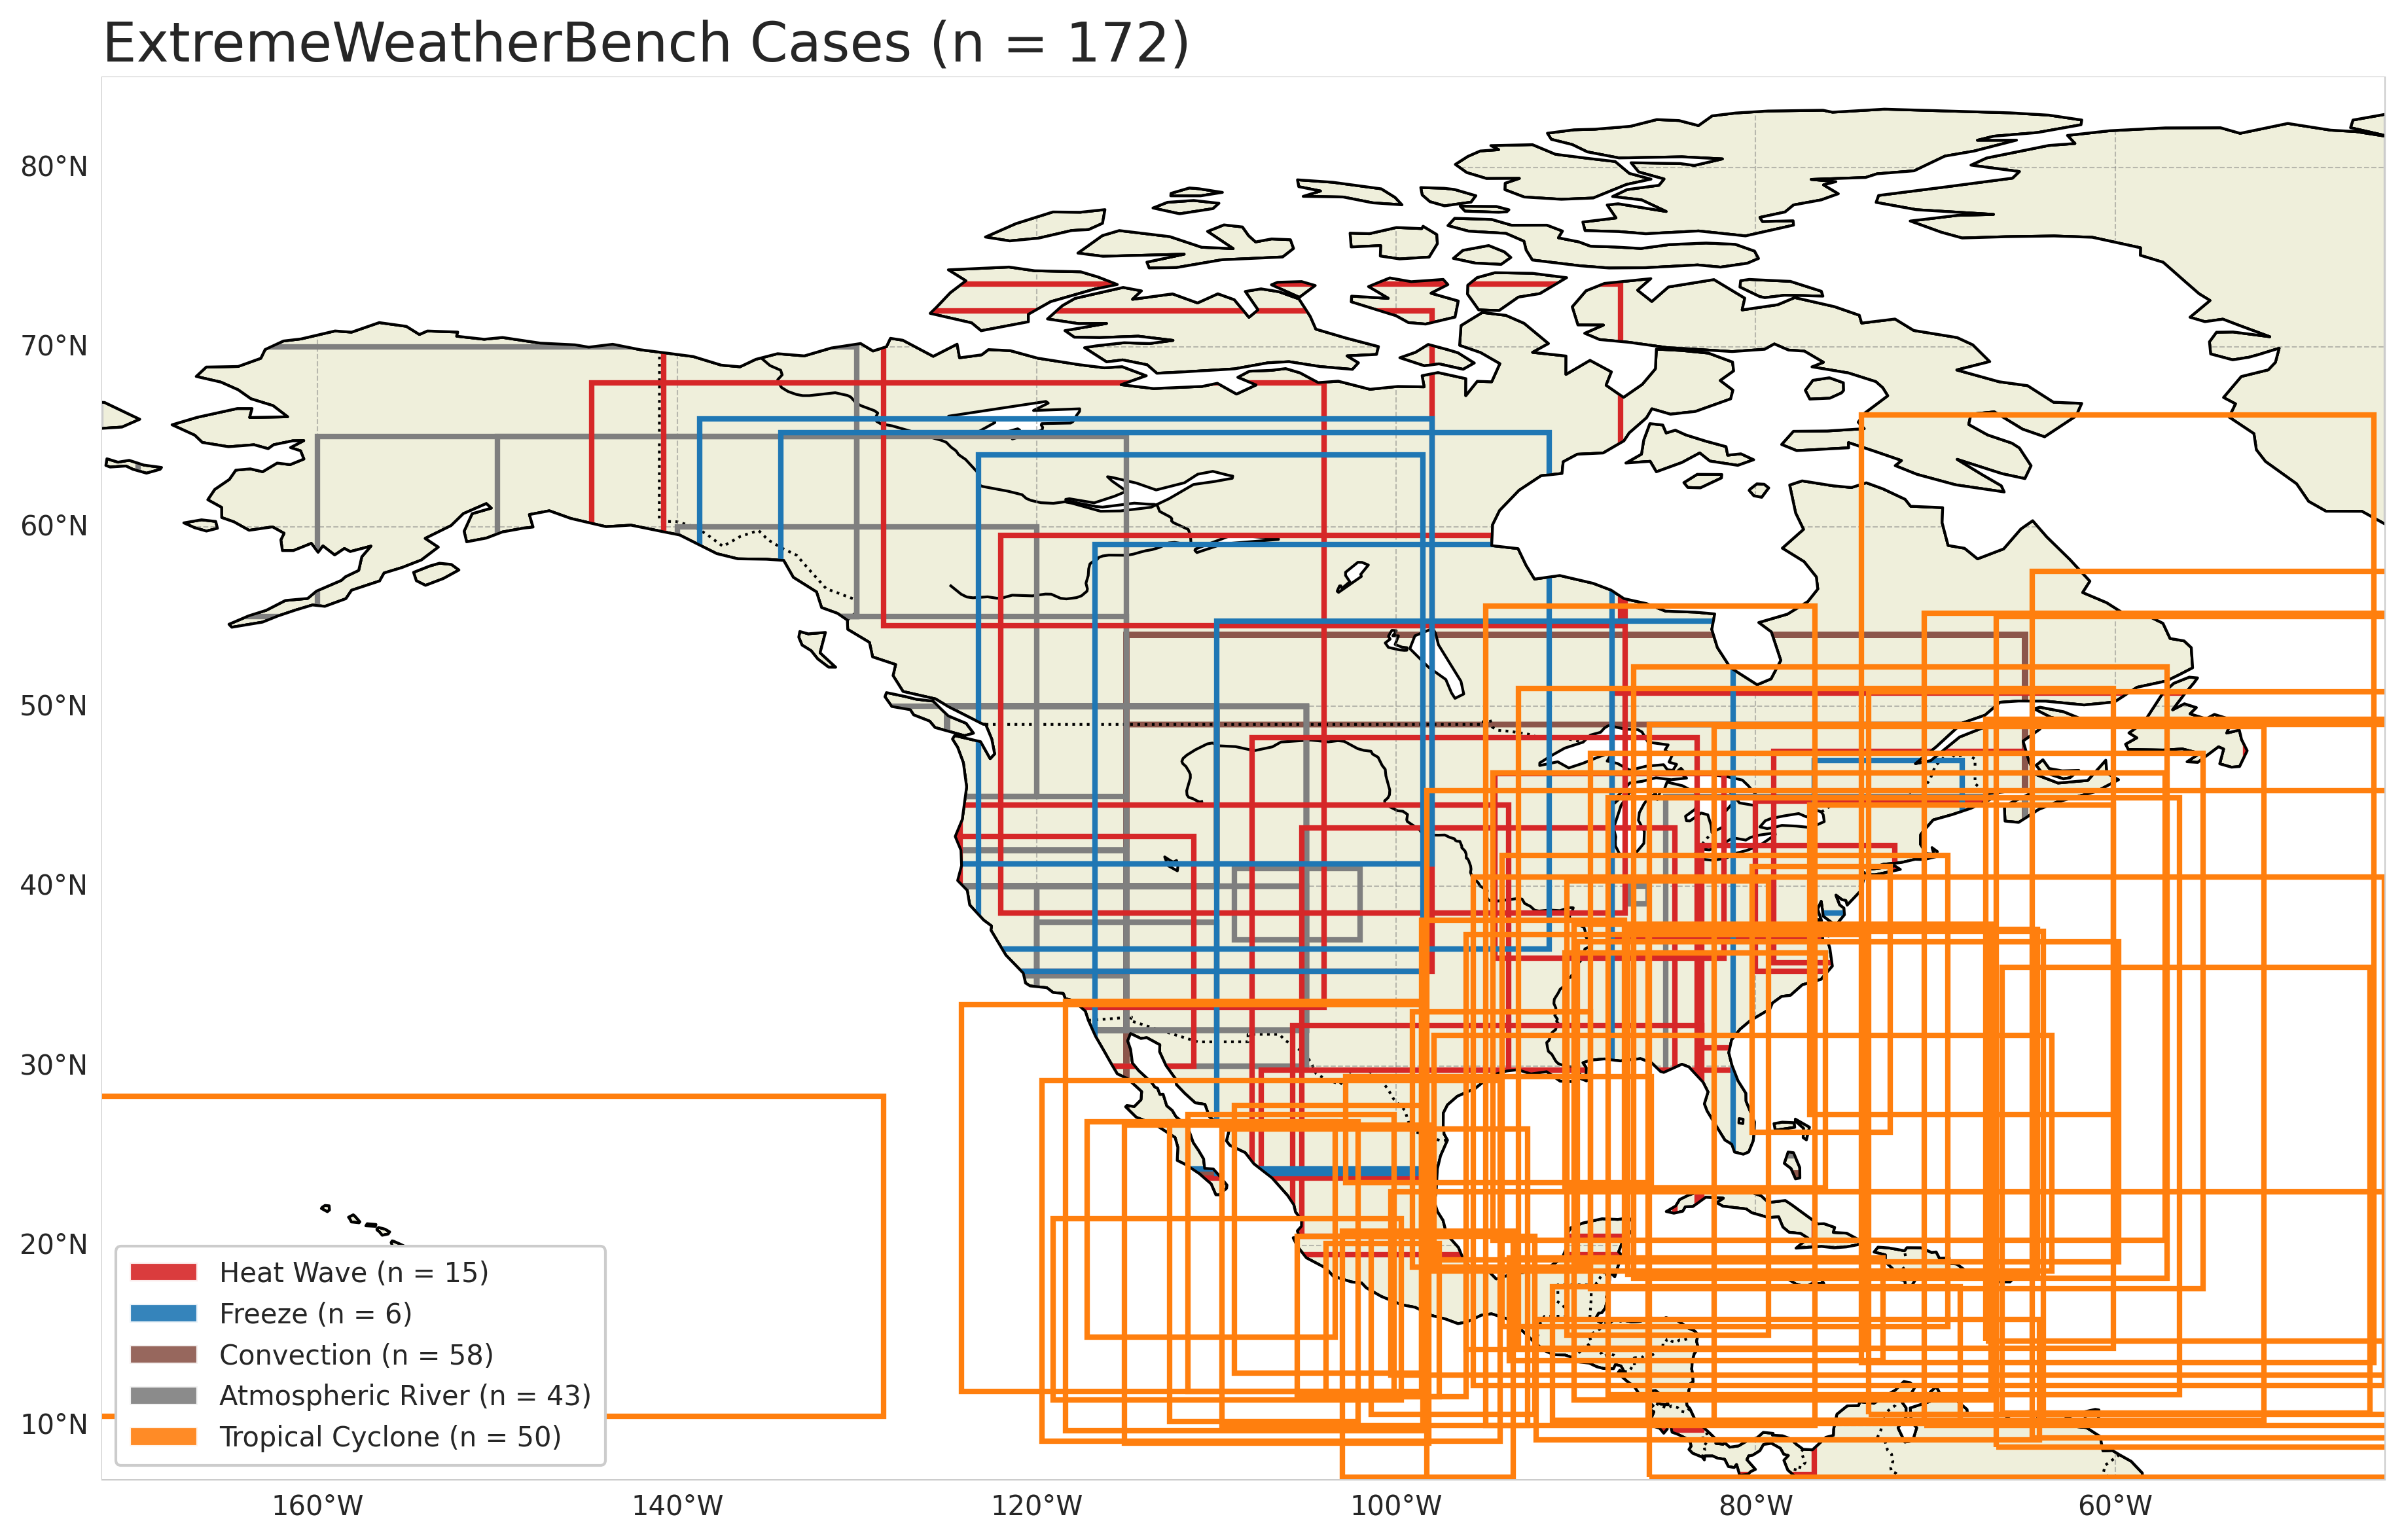 ExtremeWeatherBench Cases (n = 172)
80°N
70°N
60°N
50°N
40°N
30°N
20°N
10°N
Heat Wave (n = 15)
Freeze (n = 6)
Convection (n = 58)
Atmospheric River (n = 43)
Tropical Cyclone (n = 50)
160°W
140°W
120°W
100°W
80°W
60°W